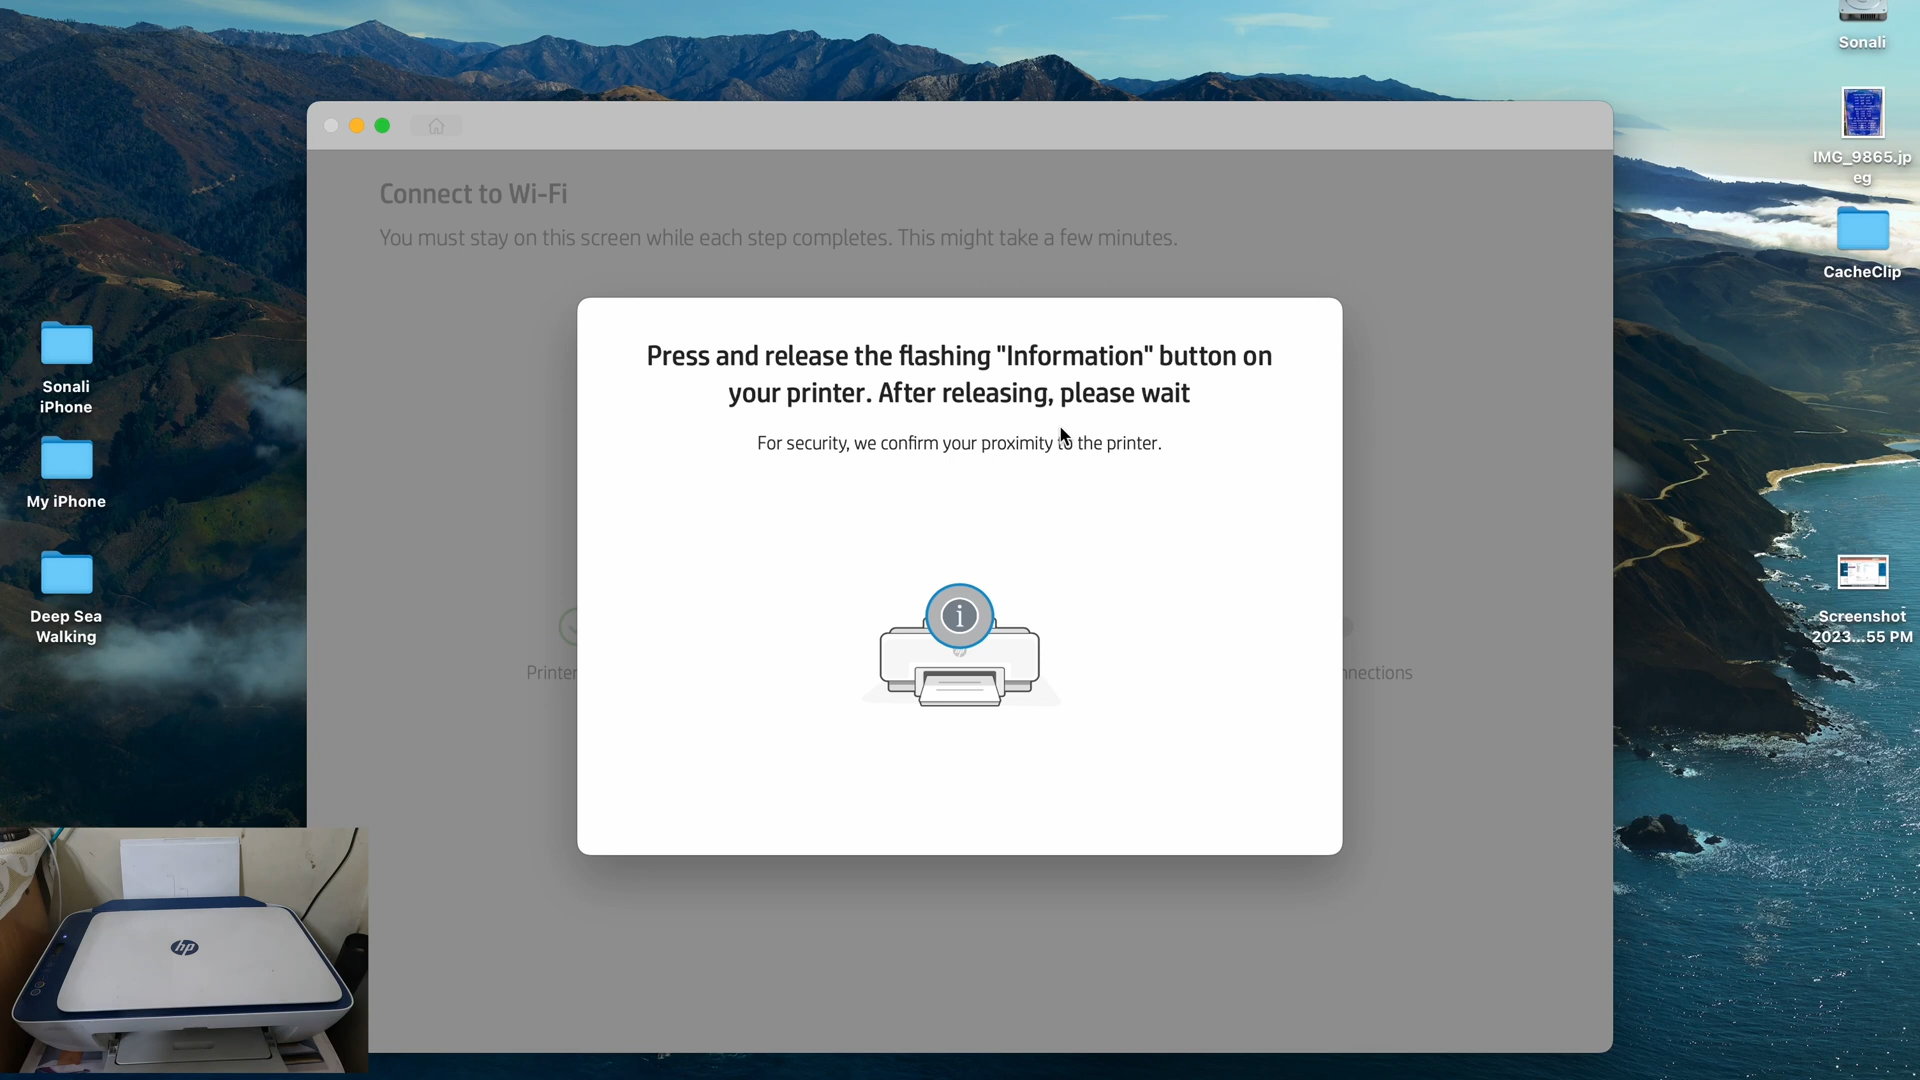 Sonali
IMG_9865.jp
eg
CacheClip
Connect to Wi-Fi
You must stay on this screen while each step completes. This might take a few minutes.
Press and release the flashing "Information" button on
your printer. After releasing, please wait
For security, we confirm your proximity to the printer.
i
Sonali
iPhone
My iPhone
Deep Sea
Walking
Printer
nnections
Screenshot
2023...55 PM
hp